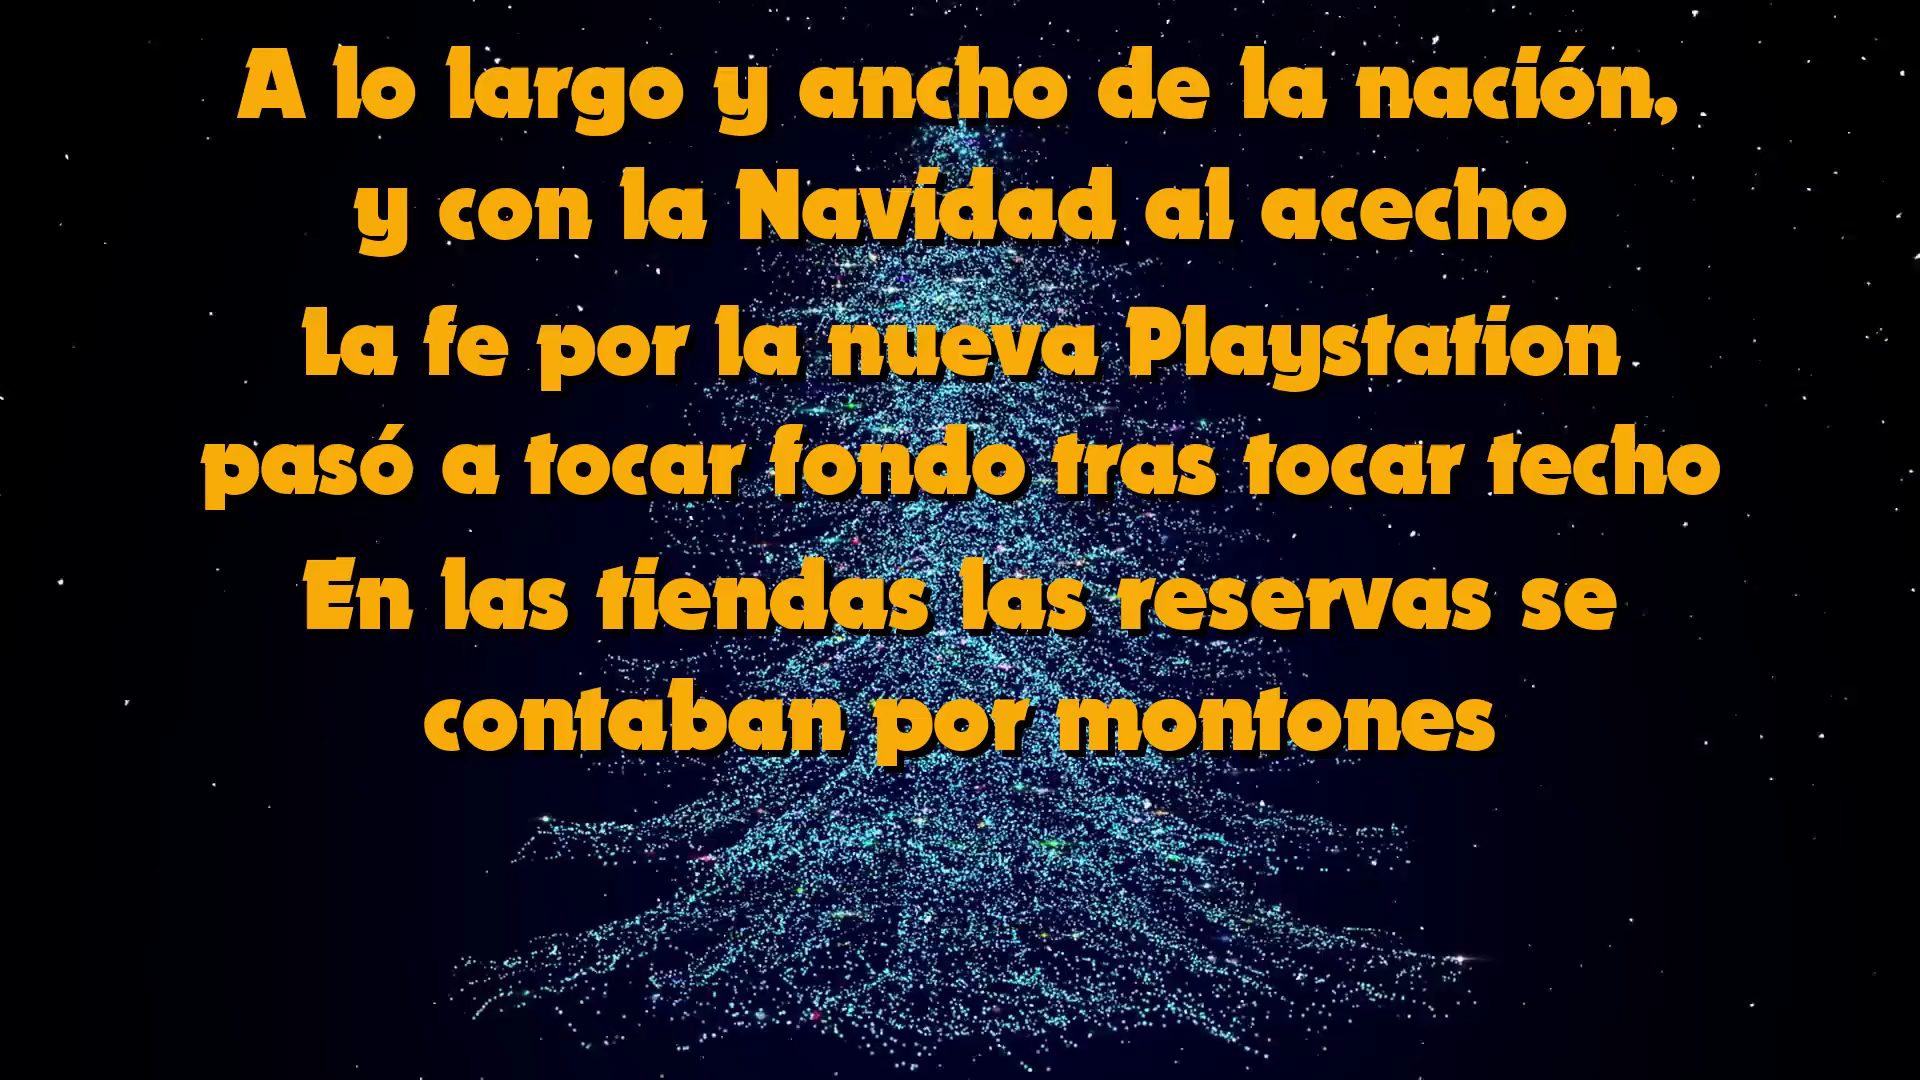 A lo largo y ancho de la nación,
y con la Navidad al acecho
La fe por la nueva Playstation
pasó a tocar fondo tras tocar techo
En las tiendas las reservas se
contaban por montones